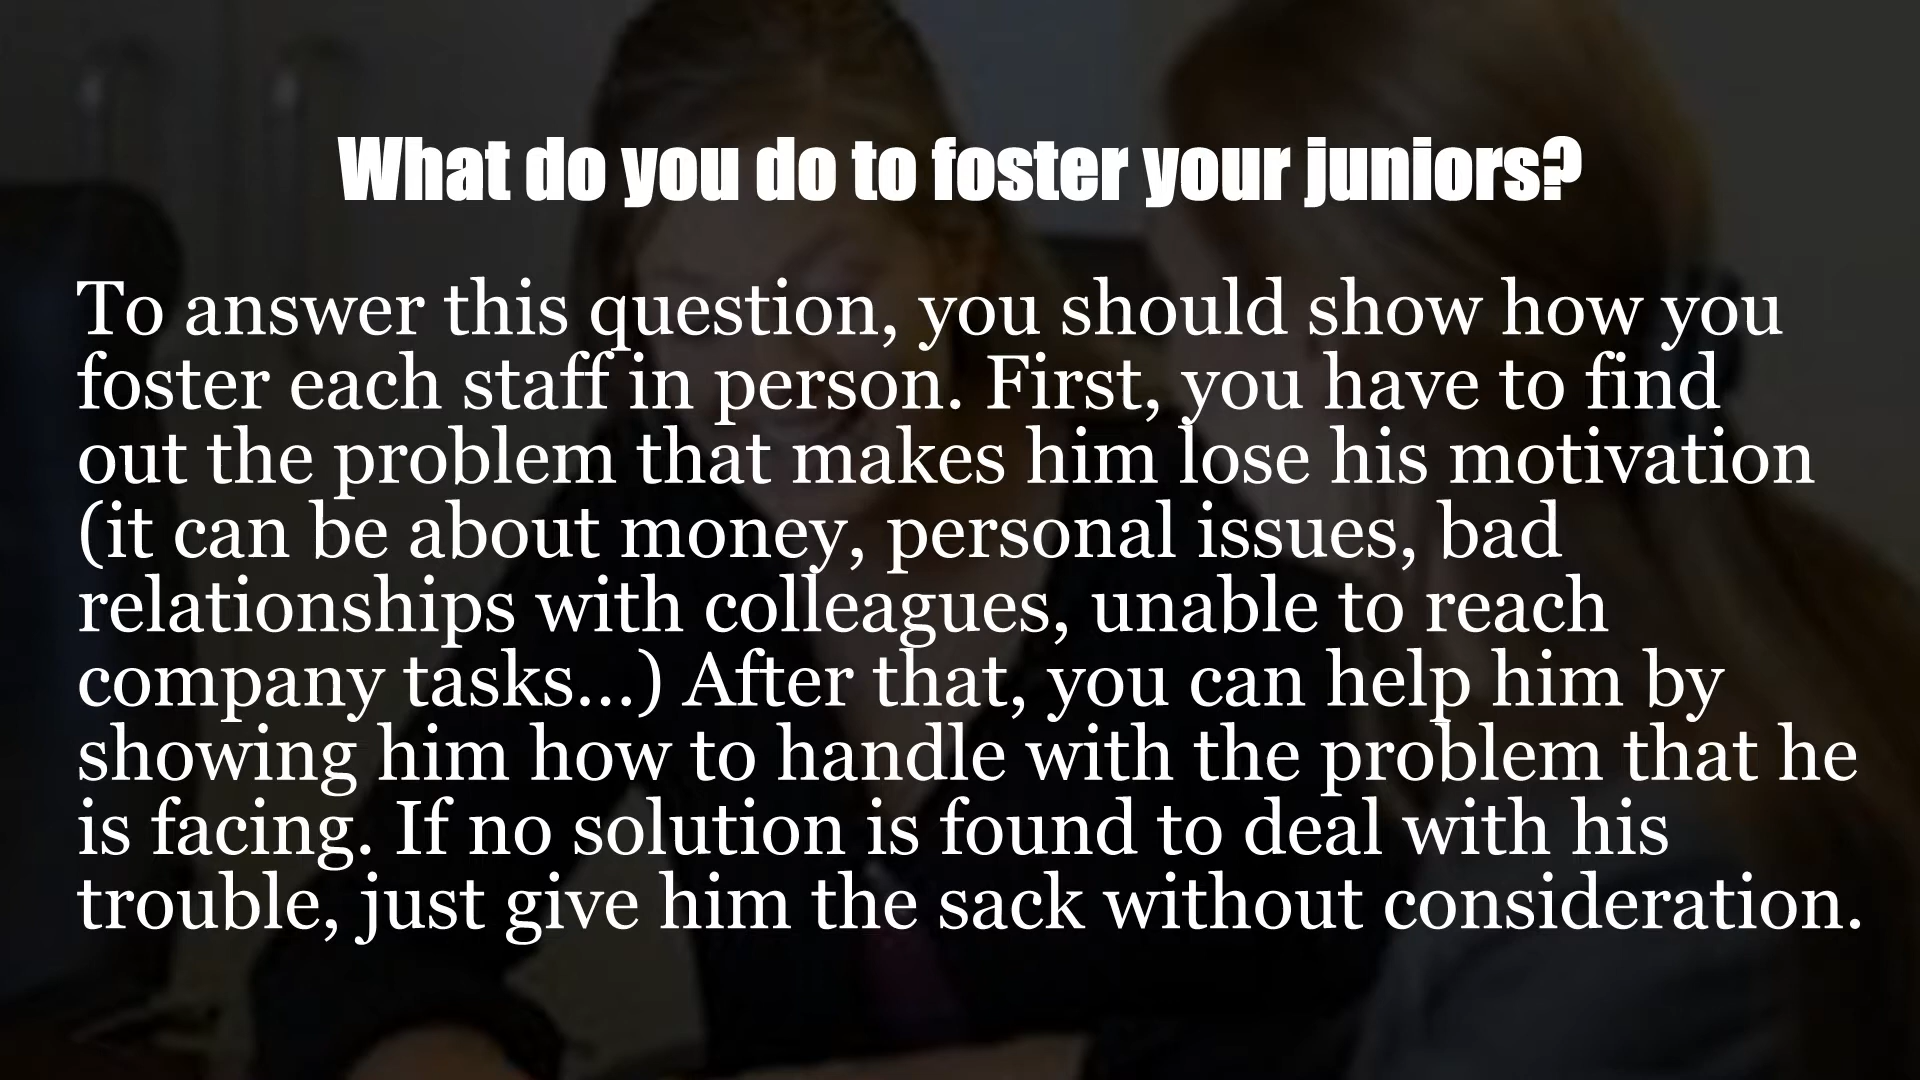 What do you do to foster your juniors?
To answer this question, you should show how you
foster each staff in person. First, you have to find
out the problem that makes him lose his motivation
(it can be about money, personal issues, bad
relationships with colleagues, unable to reach
company tasks...) After that, you can help him by
showing him how to handle with the problem that he
is facing. If no solution is found to deal with his
trouble, just give him the sack without consideration.